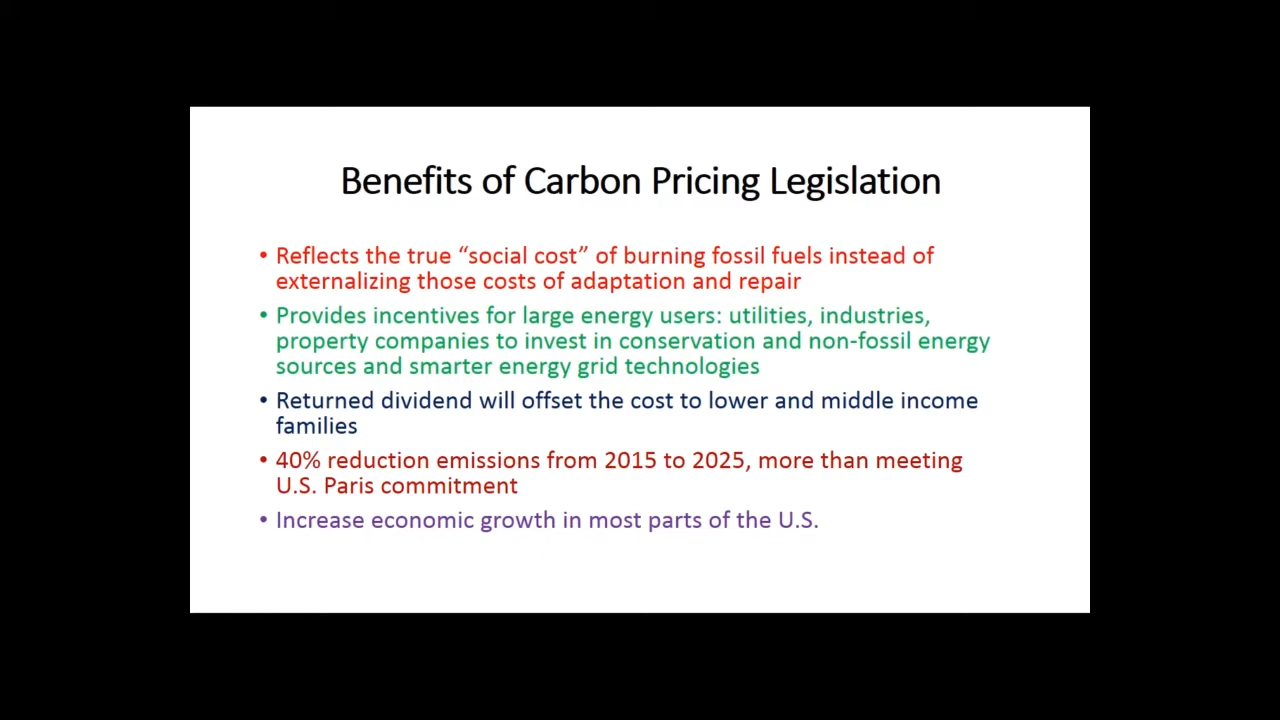 Benefits of Carbon Pricing Legislation
• Reflects the true “social cost” of burning fossil fuels instead of
externalizing those costs of adaptation and repair
• Provides incentives for large energy users: utilities, industries,
property companies to invest in conservation and non-fossil energy
sources and smarter energy grid technologies
• Returned dividend will offset the cost to lower and middle income
families
• 40% reduction emissions from 2015 to 2025, more than meeting
U.S. Paris commitment
• Increase economic growth in most parts of the U.S.